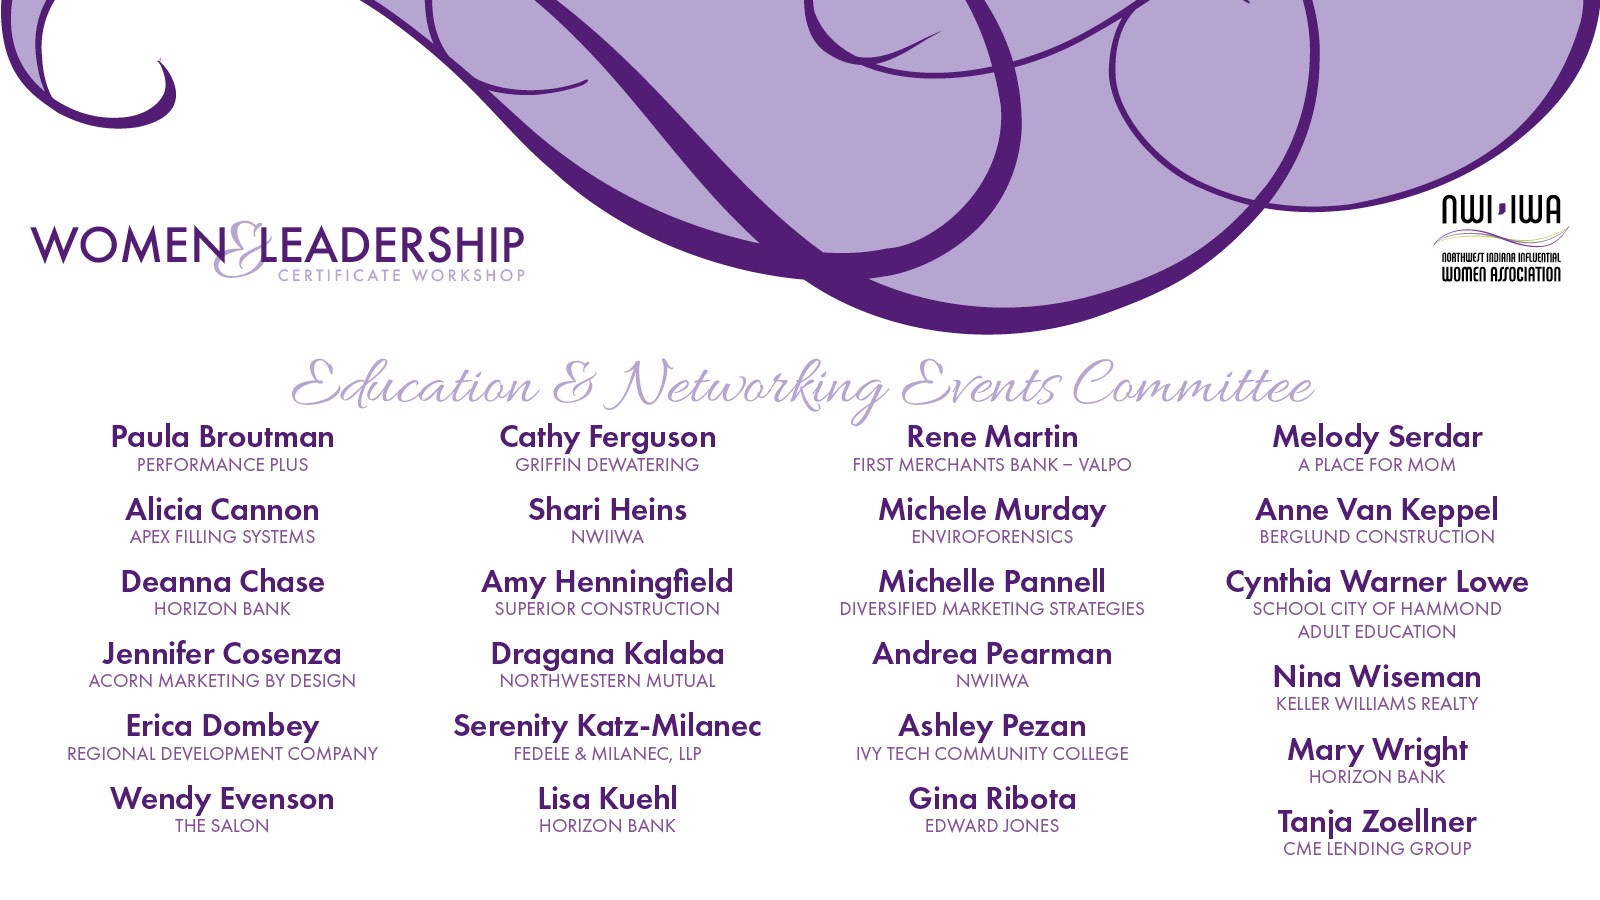 WOMEN & LEADERSHIP
CERTIFICATE WORKSHOP
NWI IWA
NORTHWEST INDIANA INFLUENTIAL
WOMEN ASSOCIATION
Education & Networking Events Committee
Paula Broutman
PERFORMANCE PLUS
Alicia Cannon
APEX FILLING SYSTEMS
Deanna Chase
HORIZON BANK
Jennifer Cosenza
ACORN MARKETING BY DESIGN
Erica Dombey
REGIONAL DEVELOPMENT COMPANY
Wendy Evenson
THE SALON
Cathy Ferguson
GRIFFIN DEWATERING
Shari Heins
NWIIWA
Amy Henningfield
SUPERIOR CONSTRUCTION
Dragana Kalaba
NORTHWESTERN MUTUAL
Serenity Katz-Milanec
FEDELE & MILANEC, LLP
Lisa Kuehl
HORIZON BANK
Rene Martin
FIRST MERCHANTS BANK – VALPO
Michele Murday
ENVIROFORENSICS
Michelle Pannell
DIVERSIFIED MARKETING STRATEGIES
Andrea Pearman
NWIIWA
Ashley Pezan
IVY TECH COMMUNITY COLLEGE
Gina Ribota
EDWARD JONES
Melody Serdar
A PLACE FOR MOM
Anne Van Keppel
BERGLUND CONSTRUCTION
Cynthia Warner Lowe
SCHOOL CITY OF HAMMOND
ADULT EDUCATION
Nina Wiseman
KELLER WILLIAMS REALTY
Mary Wright
HORIZON BANK
Tanja Zoellner
CME LENDING GROUP